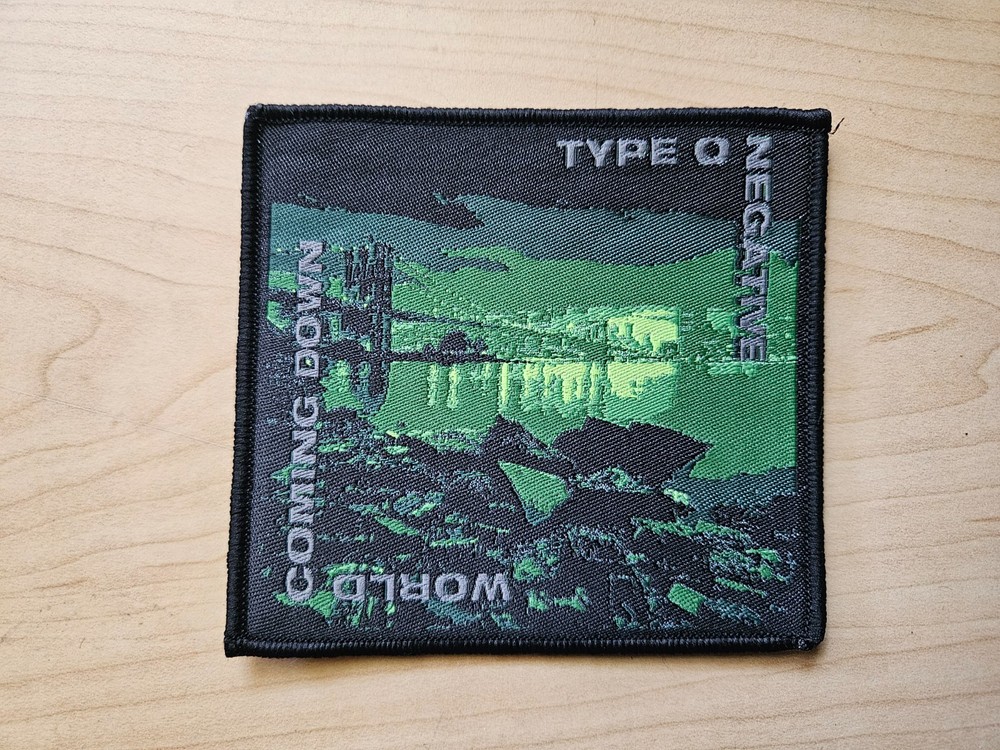 TYPE O
NEGATIVE
WORLD
COMING DOWN